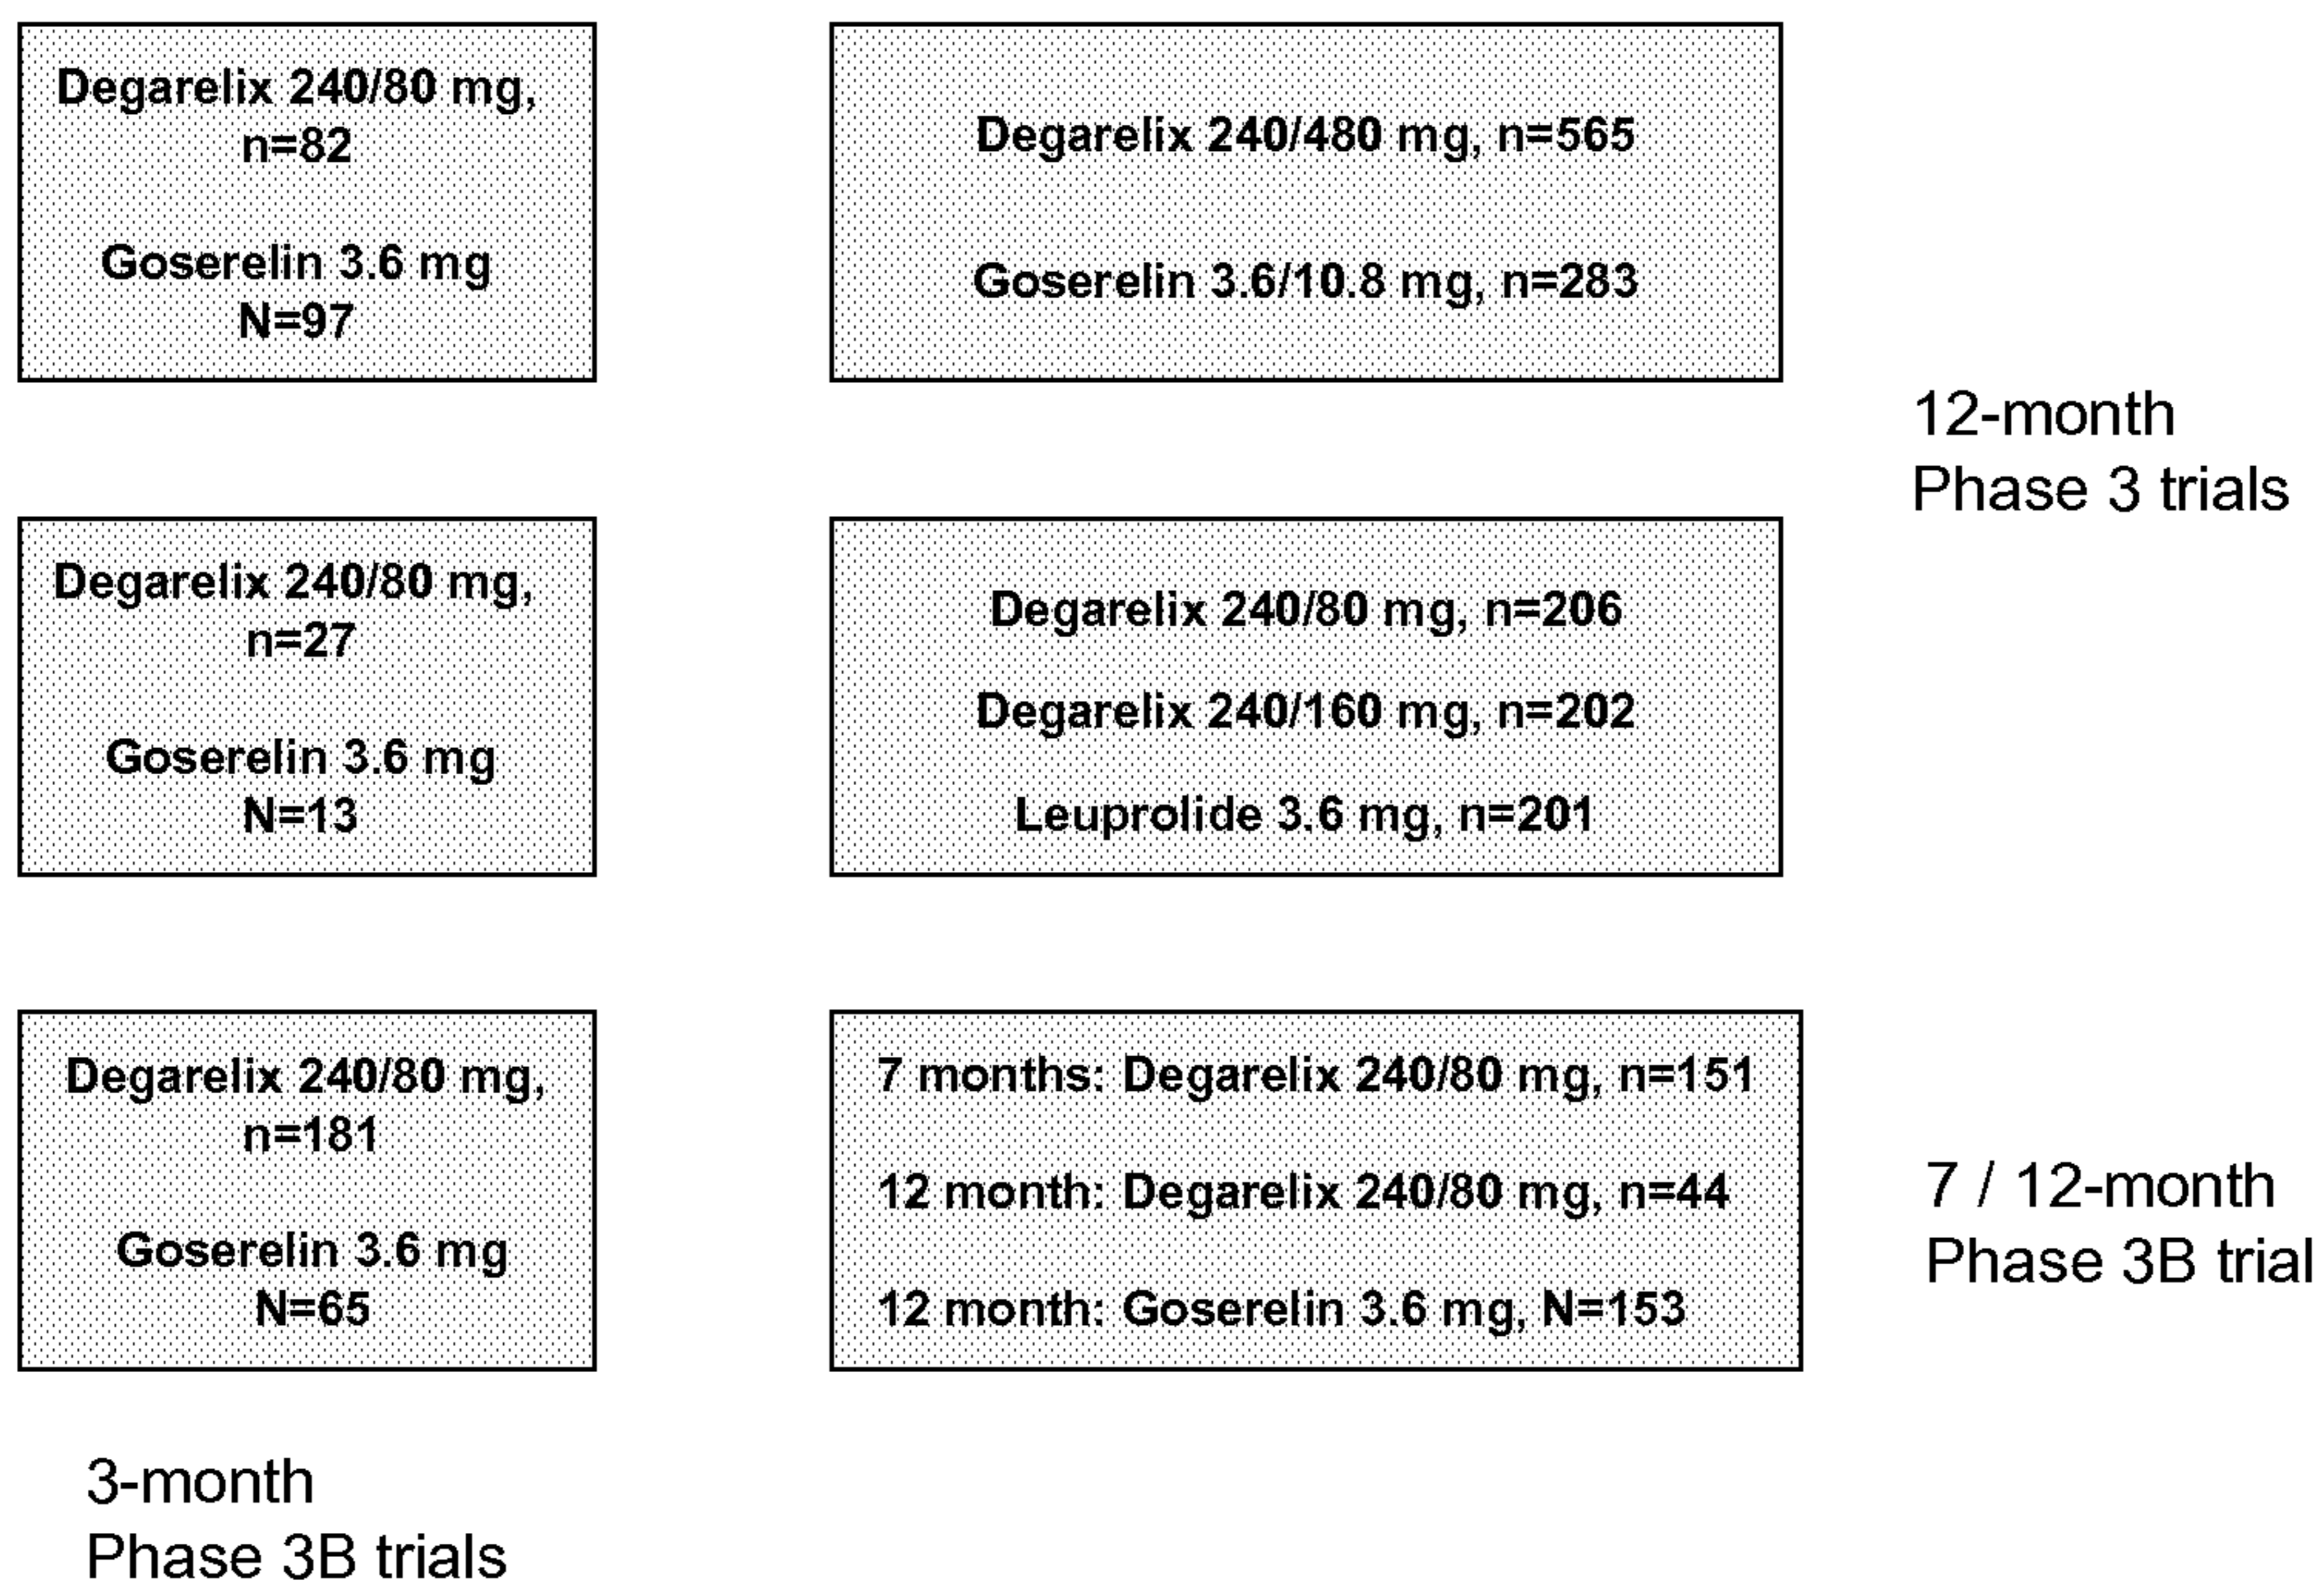 Degarelix 240/80 mg,
n=82
Goserelin 3.6 mg
N=97
Degarelix 240/480 mg, n=565
Goserelin 3.6/10.8 mg, n=283
12-month
Phase 3 trials
Degarelix 240/80 mg,
n=27
Goserelin 3.6 mg
N=13
Degarelix 240/80 mg, n=206
Degarelix 240/160 mg, n=202
Leuprolide 3.6 mg, n=201
Degarelix 240/80 mg,
n=181
Goserelin 3.6 mg
N=65
7 months: Degarelix 240/80 mg, n=151
12 month: Degarelix 240/80 mg, n=44
12 month: Goserelin 3.6 mg, N=153
7 / 12-month
Phase 3B trial
3-month
Phase 3B trials